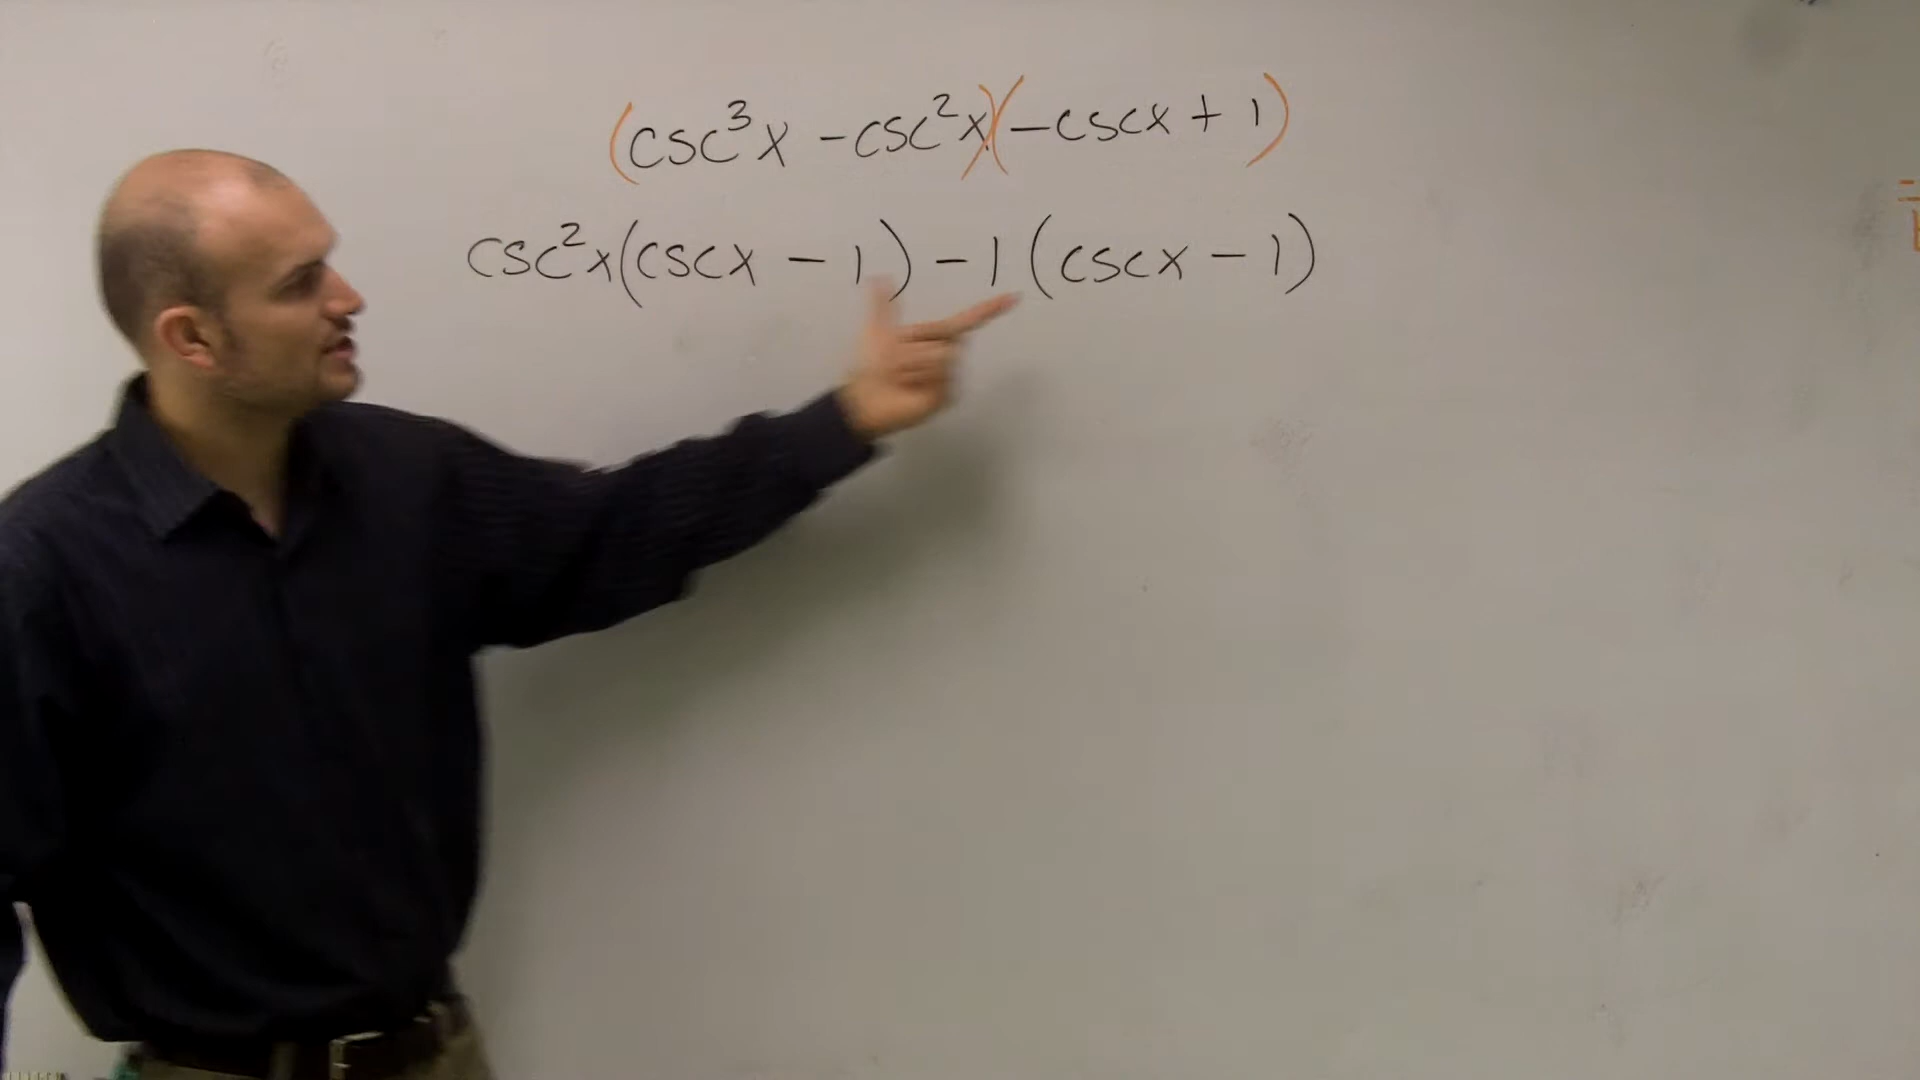 (csc³x - csc²x)(-cscx + 1)
csc²x(cscx - 1) - 1(cscx - 1)